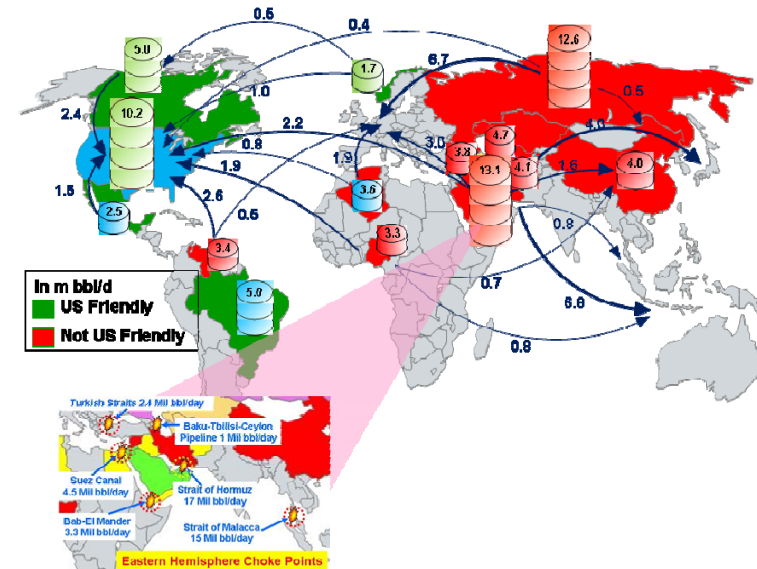 0.5
0.4
5.0
12.6
1.7
6.7
1.0
0.5
2.4
10.2
2.2
4.7
4.0
0.8
3.0
3.8
1.9
13.1
4.1
1.6
4.0
1.9
1.5
2.6
3.6
2.5
0.5
3.3
0.8
3.4
0.7
6.6
5.0
0.8
In m bbl/d
US Friendly
Not US Friendly
Turkish Straits 2.4 Mil bbl/day
Baku-Tbilisi-Ceylon
Pipeline 1 Mil bbl/day
Suez Canal
4.5 Mil bbl/day
Strait of Hormuz
17 Mil bbl/day
Bab-El Mander
3.3 Mil bbl/day
Strait of Malacca
15 Mil bbl/day
Eastern Hemisphere Choke Points